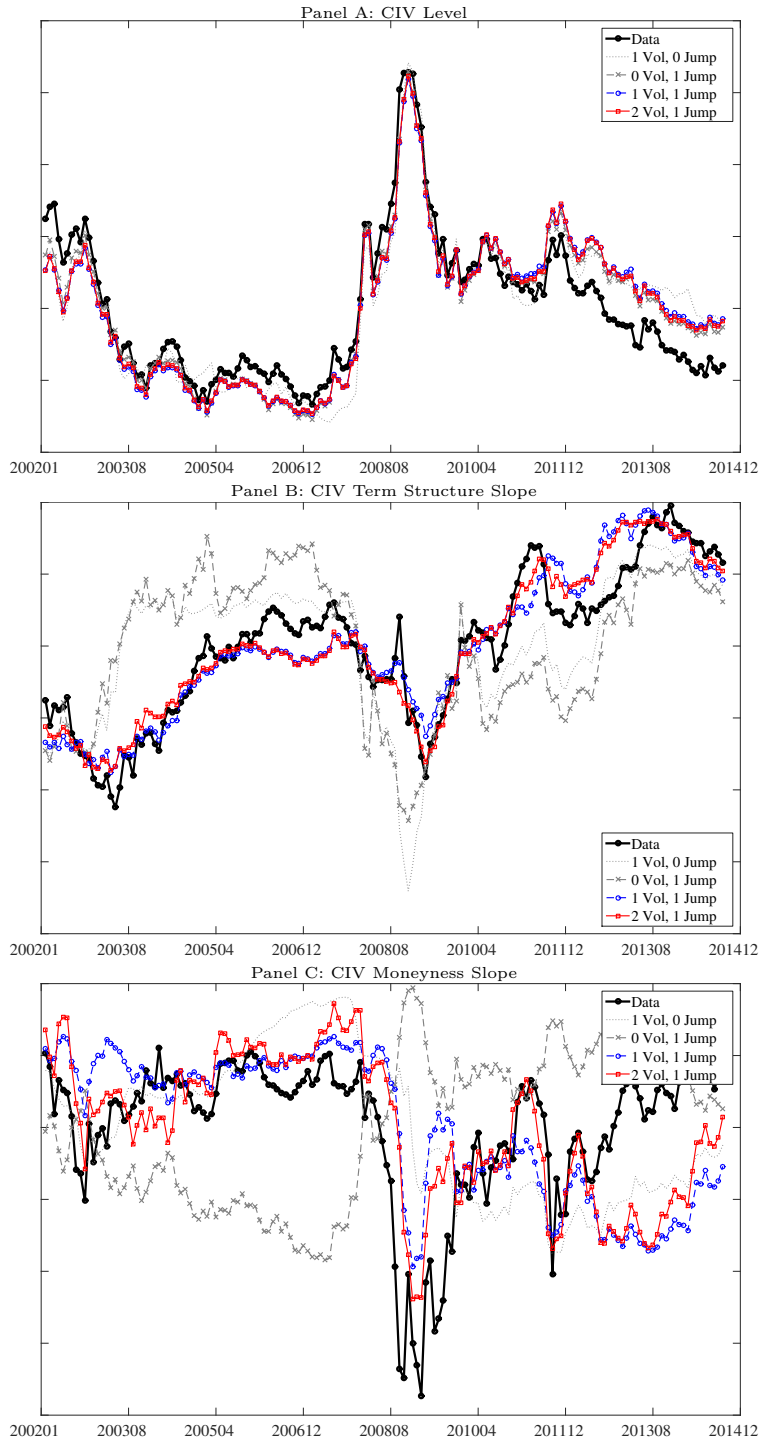 Panel A: CIV Level
Data
1 Vol, 0 Jump
0 Vol, 1 Jump
1 Vol, 1 Jump
2 Vol, 1 Jump
200201 200308 200504 200612 200808 201004 201112 201308 201412
Panel B: CIV Term Structure Slope
Data
1 Vol, 0 Jump
0 Vol, 1 Jump
1 Vol, 1 Jump
2 Vol, 1 Jump
200201 200308 200504 200612 200808 201004 201112 201308 201412
Panel C: CIV Moneyness Slope
Data
1 Vol, 0 Jump
0 Vol, 1 Jump
1 Vol, 1 Jump
2 Vol, 1 Jump
200201 200308 200504 200612 200808 201004 201112 201308 201412